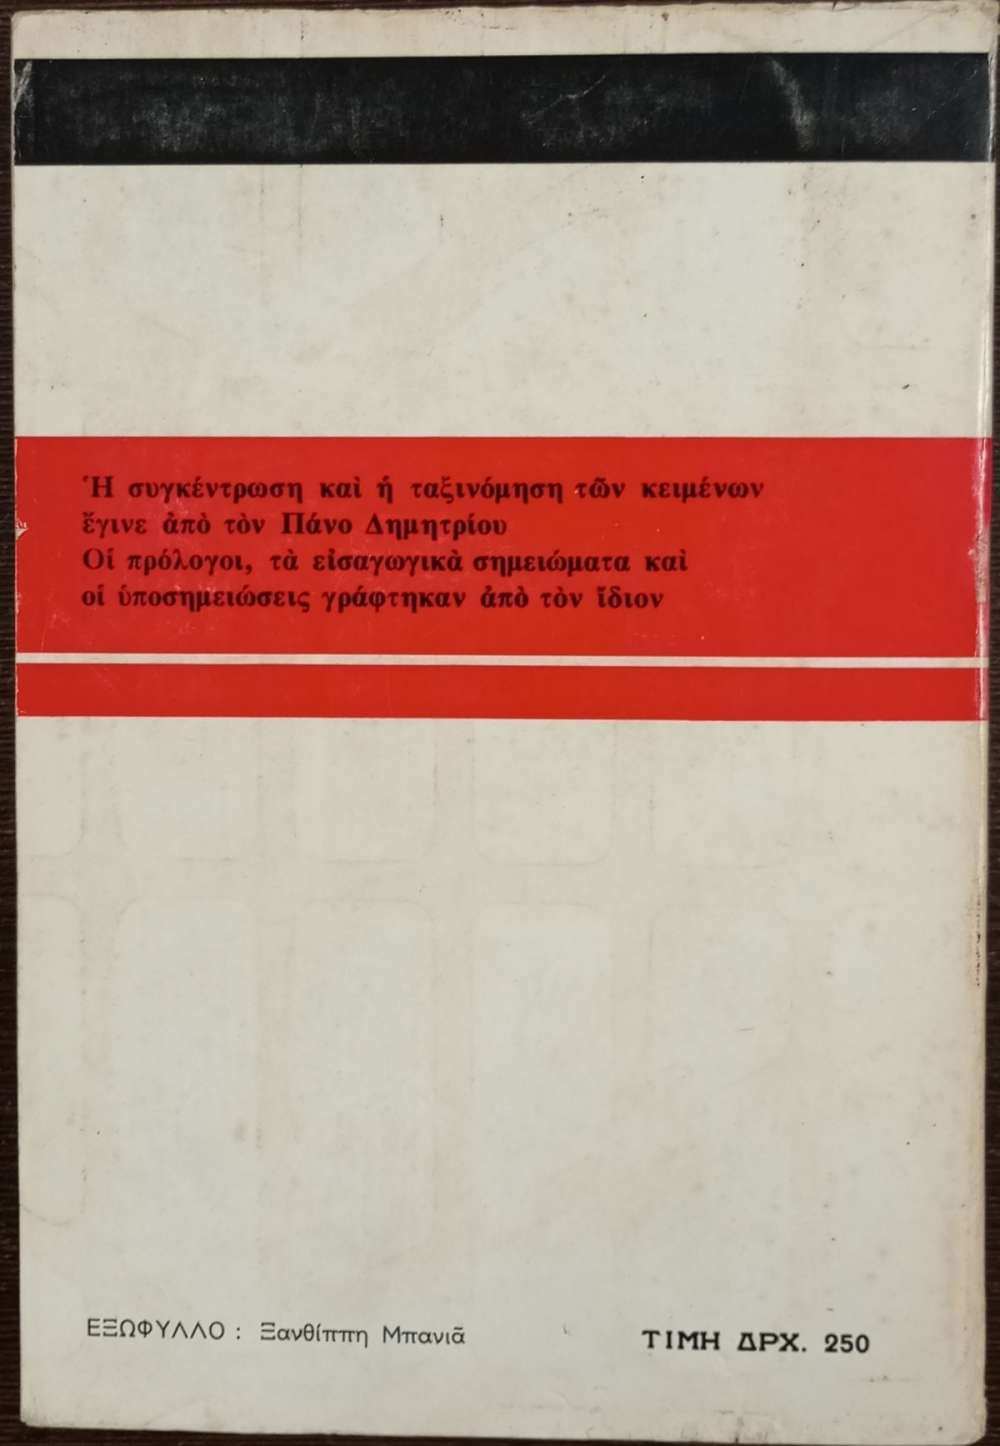 Ἡ συγκέντρωση καὶ ἡ ταξινόμηση τῶν κειμένων
ἔγινε ἀπὸ τὸν Πάνο Δημητρίου
Οἱ πρόλογοι, τὰ εἰσαγωγικὰ σημειώματα καὶ
οἱ ὑποσημειώσεις γράφτηκαν ἀπὸ τὸν ἴδιον
ΕΞΩΦΥΛΛΟ : Ξανθίππη Μπανιᾶ
ΤΙΜΗ ΔΡΧ. 250